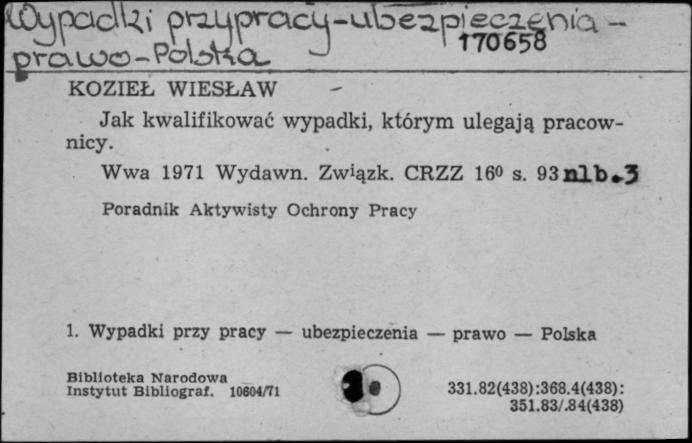 Wypadki przy pracy-ubezpieczenia -
170658
prawo-Polska
KOZIEŁ WIESŁAW -
Jak kwalifikować wypadki, którym ulegają pracow-
nicy.
Wwa 1971 Wydawn. Związk. CRZZ 16⁰ s. 93 nlb.3
Poradnik Aktywisty Ochrony Pracy
1. Wypadki przy pracy — ubezpieczenia — prawo — Polska
Biblioteka Narodowa
Instytut Bibliograf. 10604/71
331.82(438):368.4(438):
351.83/.84(438)